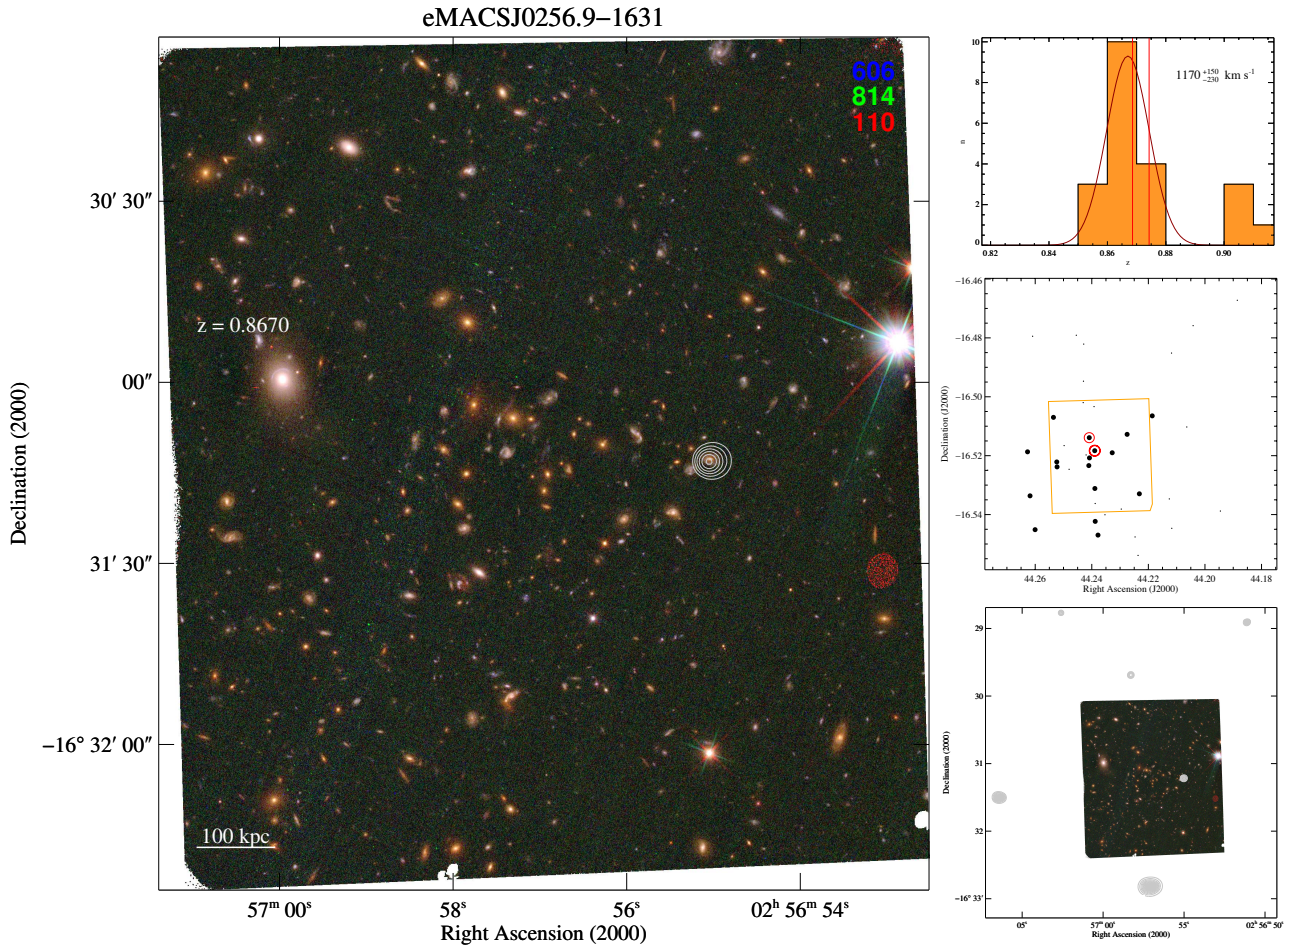 eMACSJ0256.9−1631
606
814
110
z = 0.8670
100 kpc
30′ 30″
00″
31′ 30″
−16° 32′ 00″
Declination (2000)
57ᵐ 00ˢ
58ˢ
56ˢ
02ʰ 56ᵐ 54ˢ
Right Ascension (2000)
1170 +150 −230 km s⁻¹
10
8
6
4
2
0
n
0.82
0.84
0.86
0.88
0.90
z
−16.46
−16.48
−16.50
−16.52
−16.54
Declination (J2000)
44.26
44.24
44.22
44.20
44.18
Right Ascension (J2000)
29
30
31
32
−16° 33′
Declination (2000)
05ˢ
57ᵐ 00ˢ
55ˢ
02ʰ 56ᵐ 50ˢ
Right Ascension (2000)